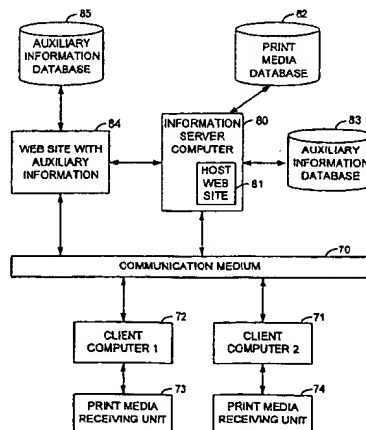 85
AUXILIARY
INFORMATION
DATABASE
82
PRINT
MEDIA
DATABASE
84
WEB SITE WITH
AUXILIARY
INFORMATION
INFORMATION
SERVER
COMPUTER
80
HOST
WEB
SITE
81
83
AUXILIARY
INFORMATION
DATABASE
70
COMMUNICATION MEDIUM
72
CLIENT
COMPUTER 1
71
CLIENT
COMPUTER 2
73
PRINT MEDIA
RECEIVING UNIT
74
PRINT MEDIA
RECEIVING UNIT